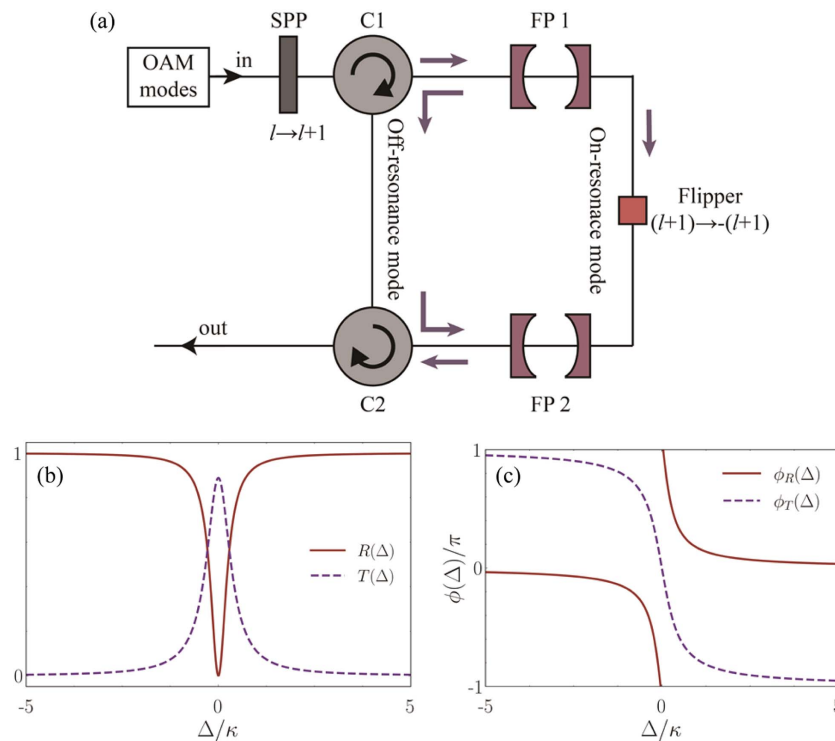 (a)
SPP
C1
FP 1
OAM
modes
in
l→l+1
Off-resonance mode
On-resonace mode
Flipper
(l+1)→-(l+1)
out
C2
FP 2
(b)
1
0
R(Δ)
T(Δ)
-5
0
5
Δ/κ
(c)
ϕ(Δ)/π
1
0
-1
ϕR(Δ)
ϕT(Δ)
-5
0
5
Δ/κ